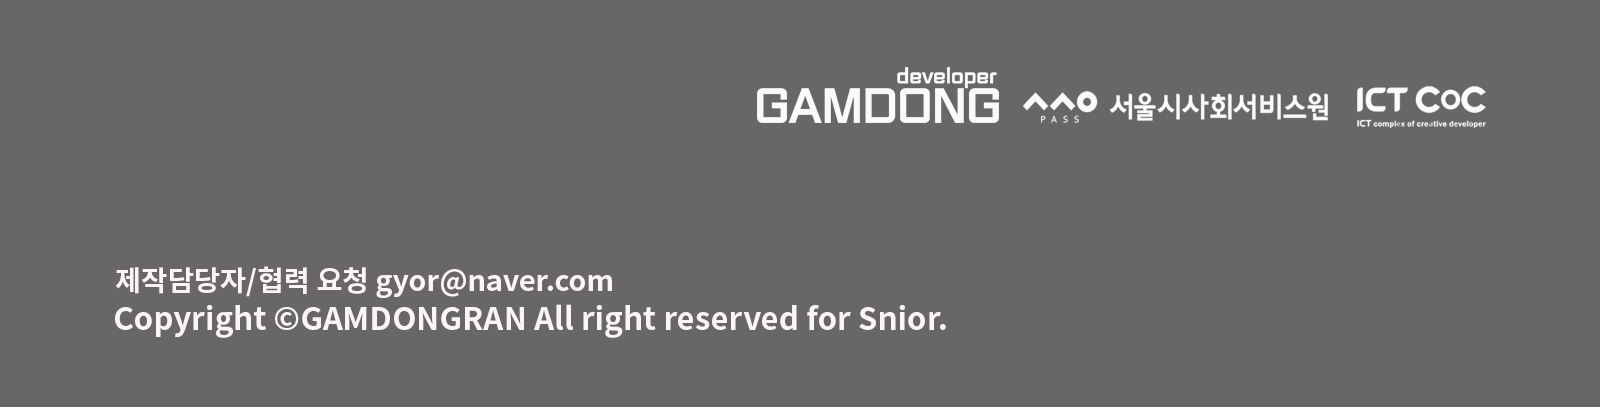 developer
GAMDONG
PASS
서울시사회서비스원
ICT CoC
ICT complex of creative developer
제작담당자/협력 요청 gyor@naver.com
Copyright ©GAMDONGRAN All right reserved for Snior.